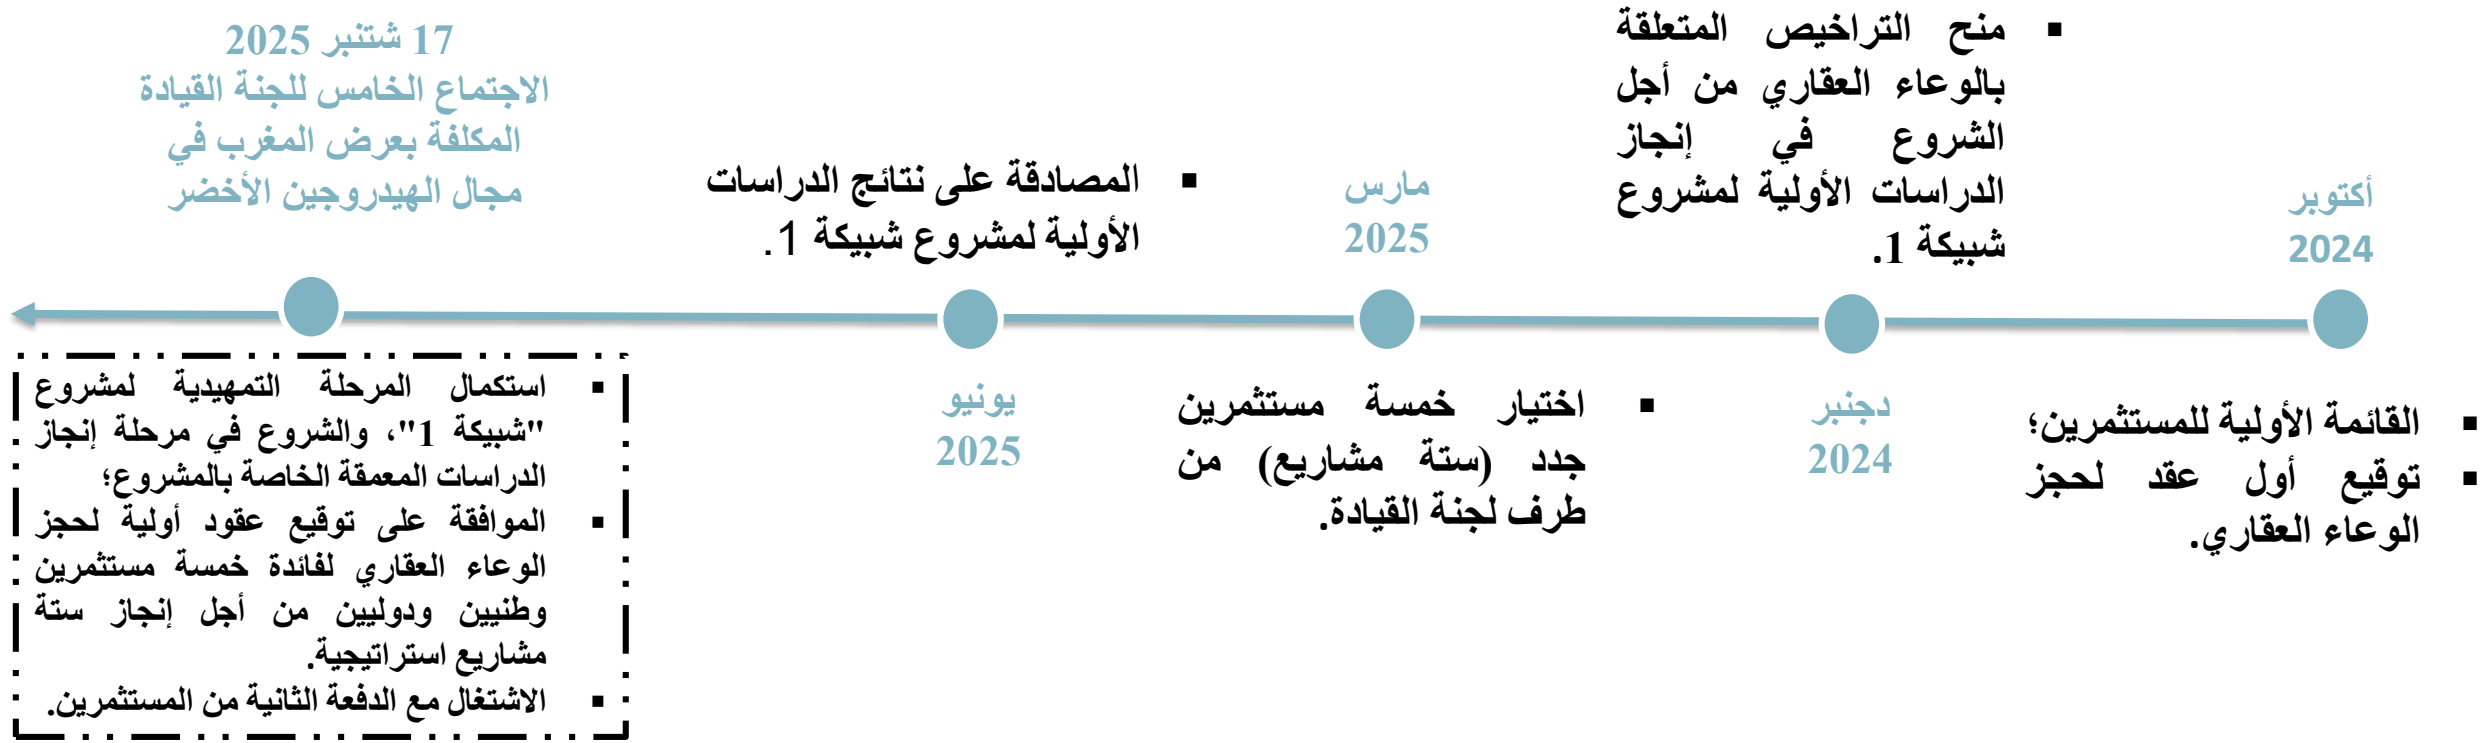 أكتوبر
2024
▪ القائمة الأولية للمستثمرين؛
▪ توقيع أول عقد لحجز
الوعاء العقاري.
▪ منح التراخيص المتعلقة
بالوعاء العقاري من أجل
الشروع في إنجاز
الدراسات الأولية لمشروع
شبيكة 1.
دجنبر
2024
مارس
2025
▪ اختيار خمسة مستثمرين
جدد (ستة مشاريع) من
طرف لجنة القيادة.
▪ المصادقة على نتائج الدراسات
الأولية لمشروع شبيكة 1.
يونيو
2025
17 شتنبر 2025
الاجتماع الخامس للجنة القيادة
المكلفة بعرض المغرب في
مجال الهيدروجين الأخضر
▪ استكمال المرحلة التمهيدية لمشروع
"شبيكة 1"، والشروع في مرحلة إنجاز
الدراسات المعمقة الخاصة بالمشروع؛
▪ الموافقة على توقيع عقود أولية لحجز
الوعاء العقاري لفائدة خمسة مستثمرين
وطنيين ودوليين من أجل إنجاز ستة
مشاريع استراتيجية.
▪ الاشتغال مع الدفعة الثانية من المستثمرين.